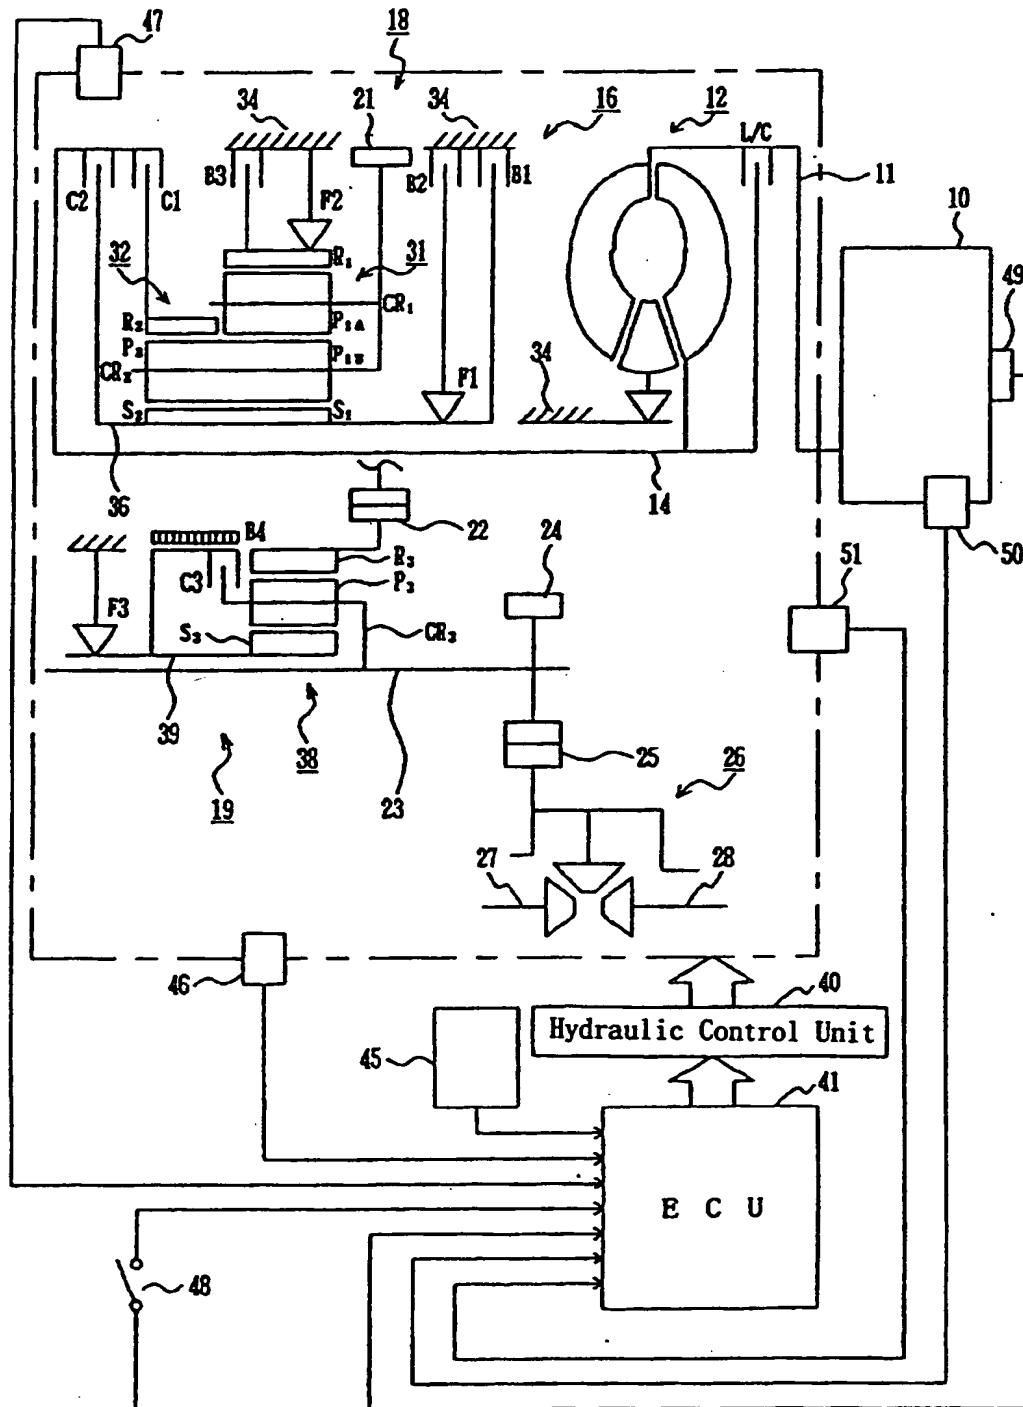 47
18
34
21
34
16
12
L/C
11
10
C2
C1
B3
F2
B2
B1
49
32
R₁
31
CR₁
R₂
P₁A
P₂
P₁B
CR₂
F1
34
S₂
S₁
36
14
22
24
50
B4
R₃
51
C3
P₃
F3
S₃
CR₃
39
38
23
25
26
19
27
28
46
40
Hydraulic Control Unit
45
41
E C U
48